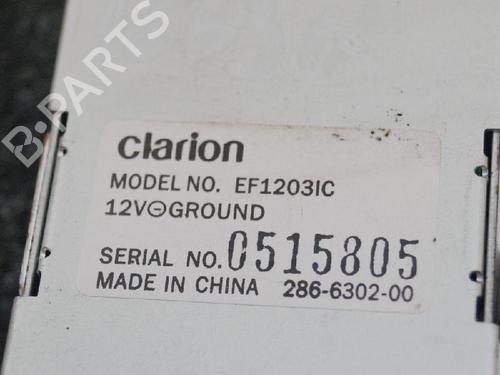 B-PARTS
clarion
MODEL NO. EF1203IC
12V⊖GROUND
SERIAL NO. 0515805
MADE IN CHINA 286-6302-00